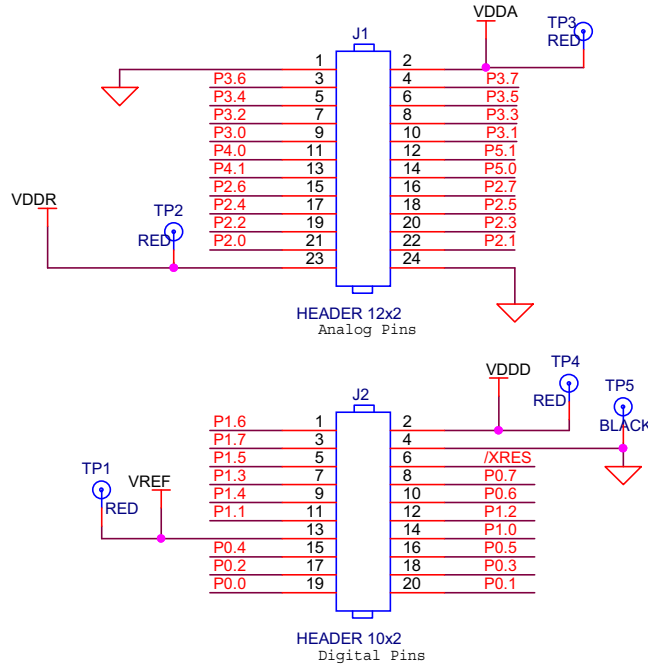 VDDA
TP3
RED
J1
1 2
P3.6 3 4 P3.7
P3.4 5 6 P3.5
P3.2 7 8 P3.3
P3.0 9 10 P3.1
P4.0 11 12 P5.1
P4.1 13 14 P5.0
P2.6 15 16 P2.7
P2.4 17 18 P2.5
P2.2 19 20 P2.3
P2.0 21 22 P2.1
23 24
VDDR
TP2
RED
HEADER 12x2
Analog Pins
VDDD
TP4
RED
TP5
BLACK
J2
P1.6 1 2
P1.7 3 4
P1.5 5 6 /XRES
P1.3 7 8 P0.7
P1.4 9 10 P0.6
P1.1 11 12 P1.2
13 14 P1.0
P0.4 15 16 P0.5
P0.2 17 18 P0.3
P0.0 19 20 P0.1
TP1
RED
VREF
HEADER 10x2
Digital Pins